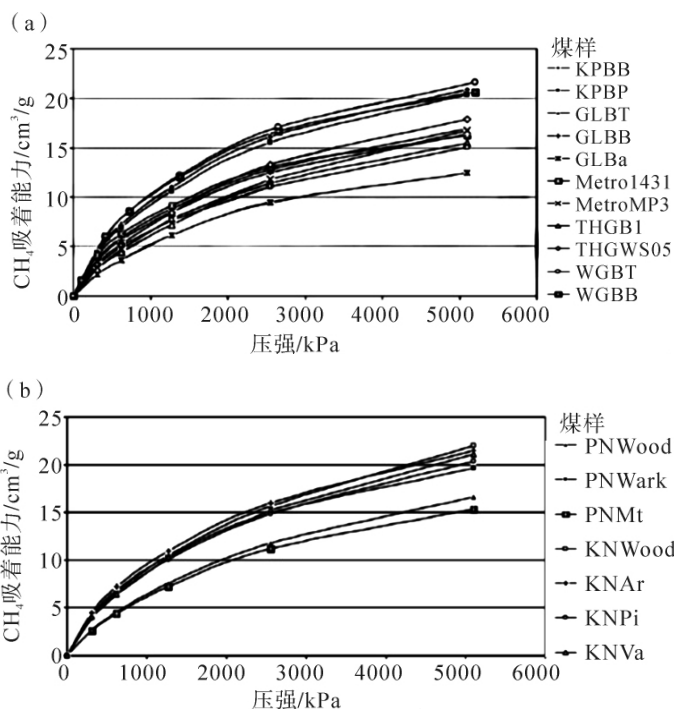 (a)
25
20
15
10
5
0
0 1000 2000 3000 4000 5000 6000
CH₄吸着能力/cm³/g
压强/kPa
煤样
KPBB
KPBP
GLBT
GLBB
GLBa
Metro1431
MetroMP3
THGB1
THGWS05
WGBT
WGBB
(b)
25
20
15
10
5
0
0 1000 2000 3000 4000 5000 6000
CH₄吸着能力/cm³/g
压强/kPa
煤样
PNWood
PNWark
PNMt
KNWood
KNAr
KNPi
KNVa